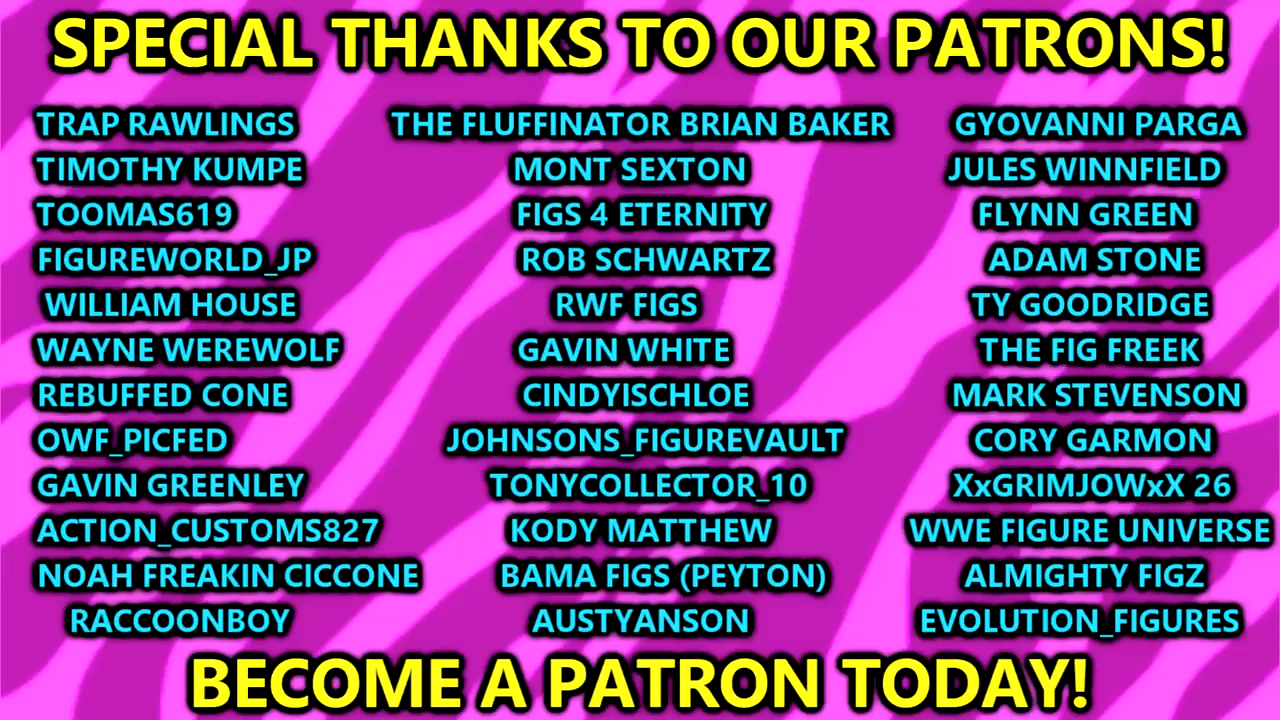 SPECIAL THANKS TO OUR PATRONS!
TRAP RAWLINGS
TIMOTHY KUMPE
TOOMAS619
FIGUREWORLD_JP
WILLIAM HOUSE
WAYNE WEREWOLF
REBUFFED CONE
OWF_PICFED
GAVIN GREENLEY
ACTION_CUSTOMS827
NOAH FREAKIN CICCONE
RACCOONBOY
THE FLUFFINATOR BRIAN BAKER
MONT SEXTON
FIGS 4 ETERNITY
ROB SCHWARTZ
RWF FIGS
GAVIN WHITE
CINDYISCHLOE
JOHNSONS_FIGUREVAULT
TONYCOLLECTOR_10
KODY MATTHEW
BAMA FIGS (PEYTON)
AUSTYANSON
GYOVANNI PARGA
JULES WINNFIELD
FLYNN GREEN
ADAM STONE
TY GOODRIDGE
THE FIG FREEK
MARK STEVENSON
CORY GARMON
XxGRIMJOWxX 26
WWE FIGURE UNIVERSE
ALMIGHTY FIGZ
EVOLUTION_FIGURES
BECOME A PATRON TODAY!